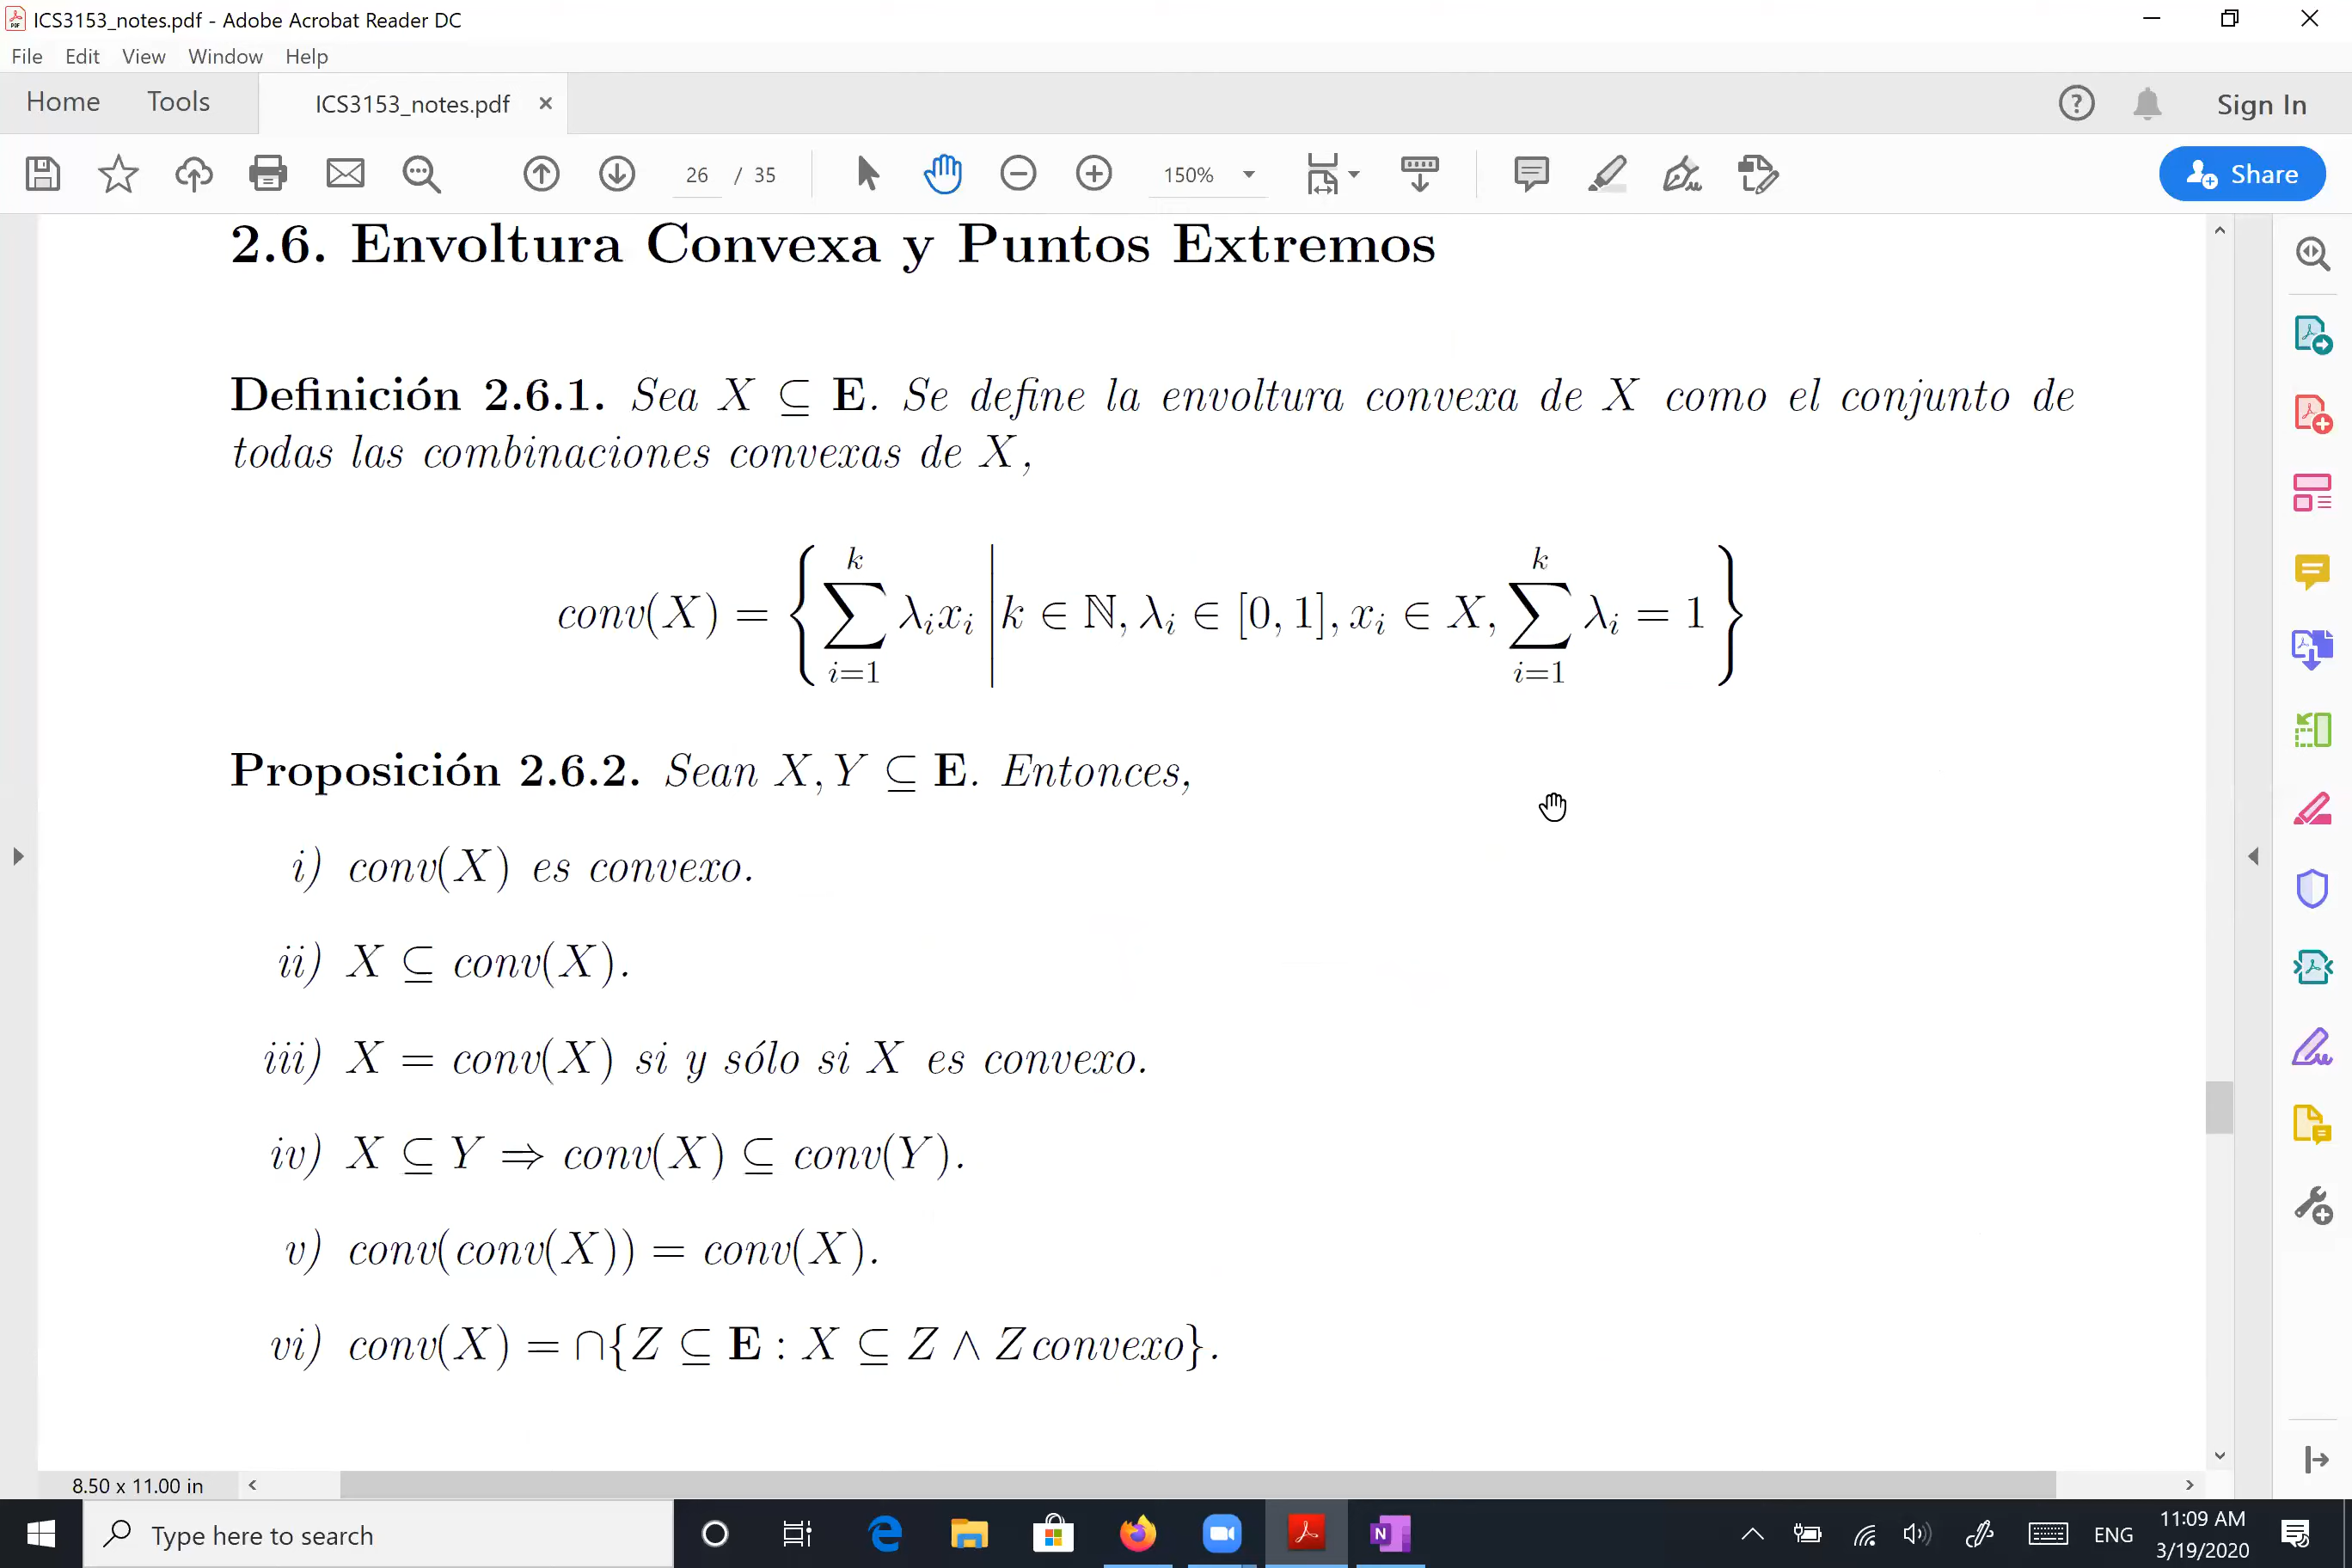 ICS3153_notes.pdf - Adobe Acrobat Reader DC
File Edit View Window Help
Home Tools ICS3153_notes.pdf × Sign In
26 / 35 150% Share
2.6. Envoltura Convexa y Puntos Extremos
Definición 2.6.1. Sea X ⊆ E. Se define la envoltura convexa de X como el conjunto de
todas las combinaciones convexas de X,
conv(X) = { ∑_{i=1}^{k} λ_i x_i | k ∈ ℕ, λ_i ∈ [0, 1], x_i ∈ X, ∑_{i=1}^{k} λ_i = 1 }
Proposición 2.6.2. Sean X, Y ⊆ E. Entonces,
i) conv(X) es convexo.
ii) X ⊆ conv(X).
iii) X = conv(X) si y sólo si X es convexo.
iv) X ⊆ Y ⇒ conv(X) ⊆ conv(Y).
v) conv(conv(X)) = conv(X).
vi) conv(X) = ∩{Z ⊆ E : X ⊆ Z ∧ Z convexo}.
8.50 x 11.00 in
Type here to search
ENG
11:09 AM
3/19/2020